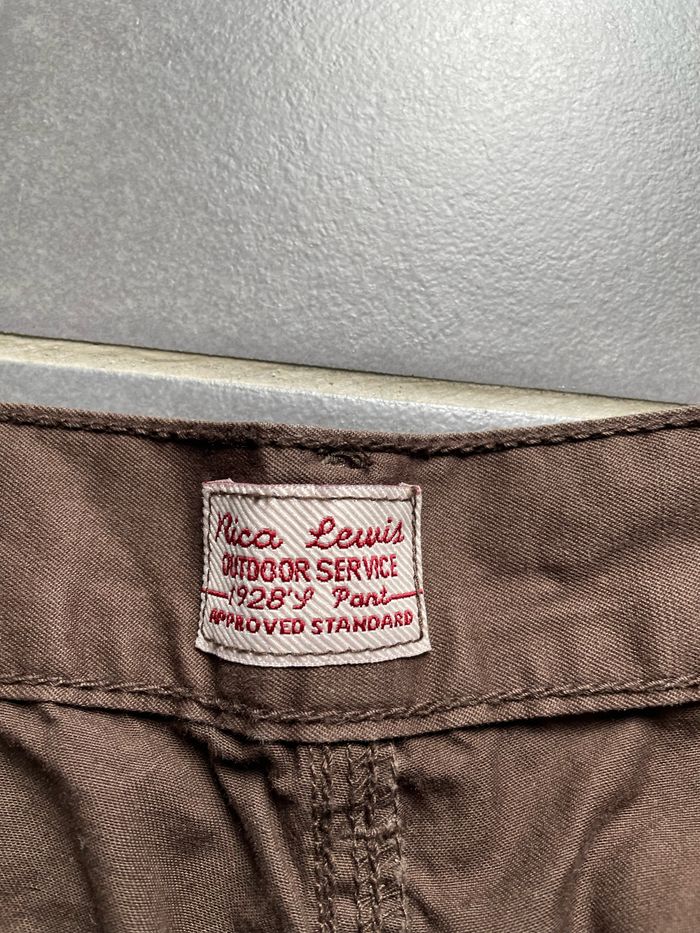 Rica Lewis
OUTDOOR SERVICE
1928'S Pant
APPROVED STANDARD